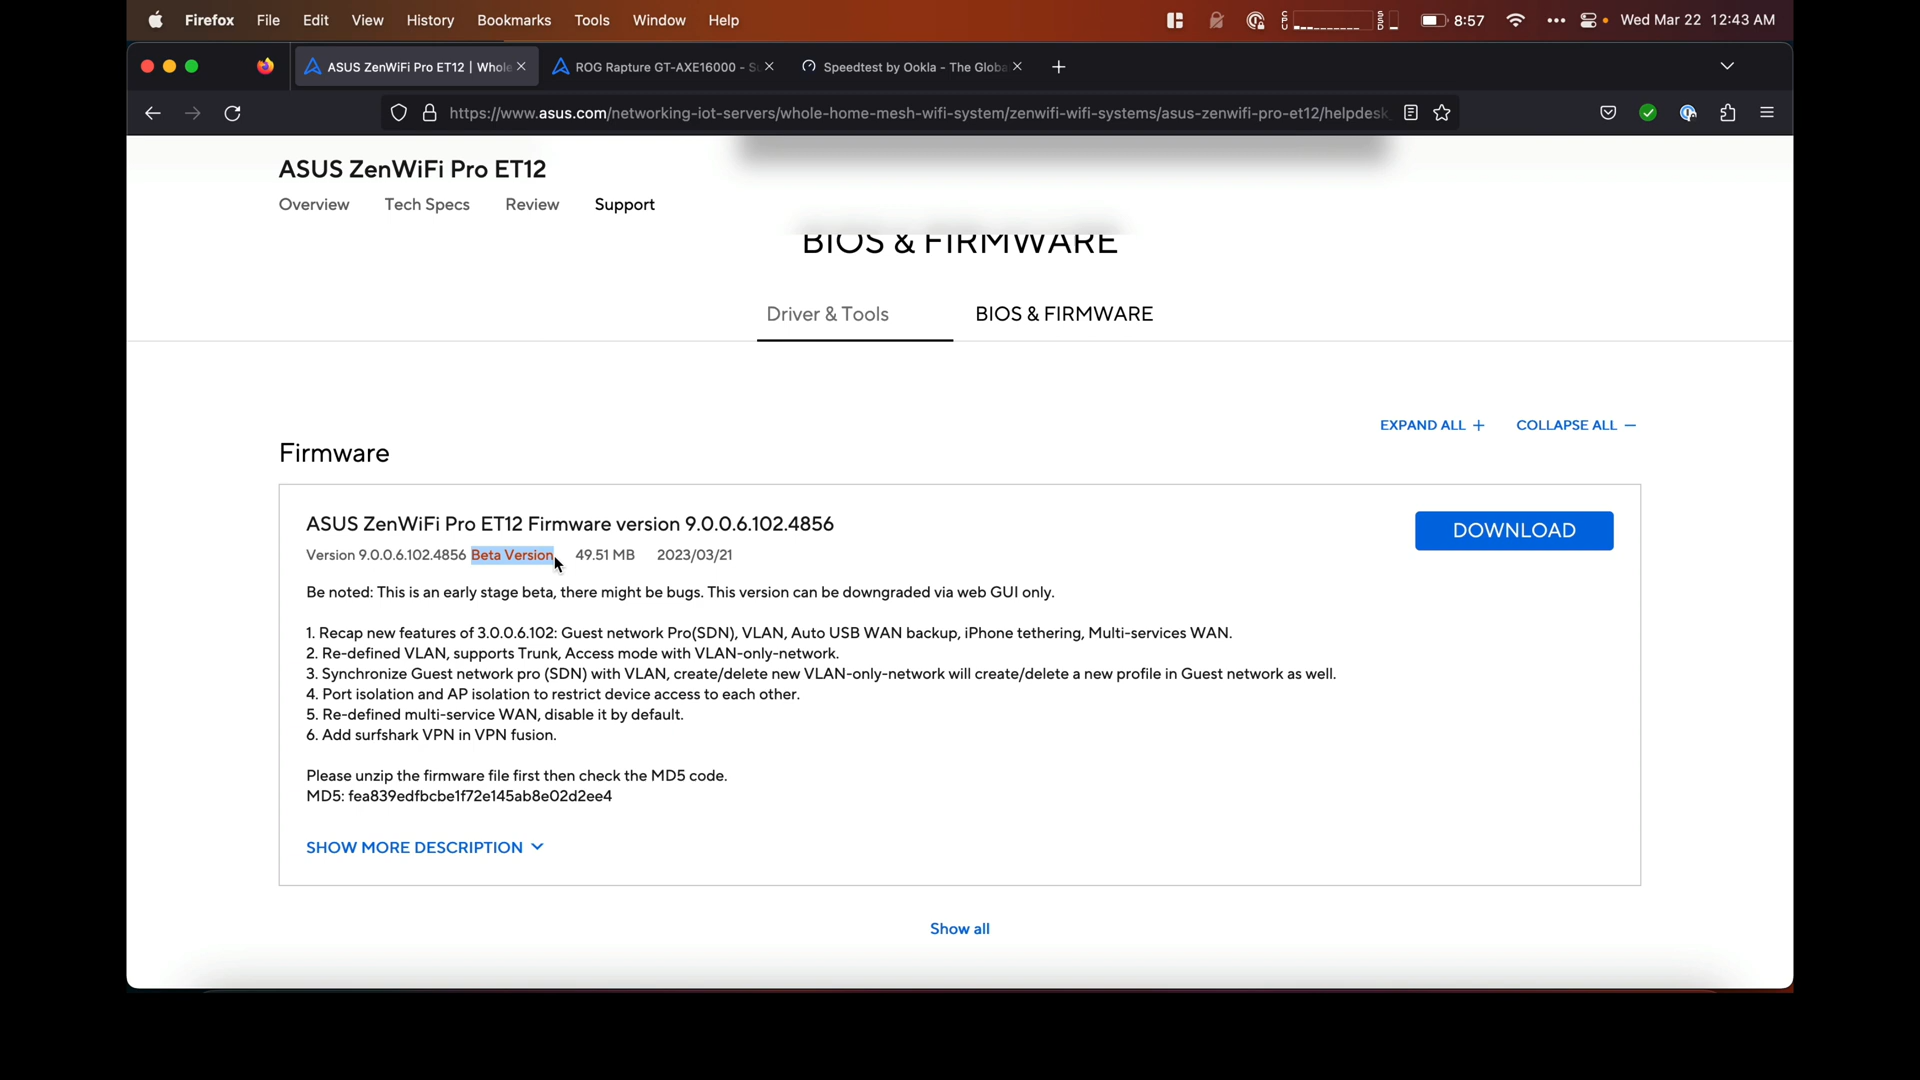 Firefox File Edit View History Bookmarks Tools Window Help 8:57 Wed Mar 22 12:43 AM
ASUS ZenWiFi Pro ET12 | Whole ROG Rapture GT-AXE16000 - S Speedtest by Ookla - The Globa
https://www.asus.com/networking-iot-servers/whole-home-mesh-wifi-system/zenwifi-wifi-systems/asus-zenwifi-pro-et12/helpdesk
ASUS ZenWiFi Pro ET12
Overview Tech Specs Review Support
BIOS & FIRMWARE
Driver & Tools BIOS & FIRMWARE
EXPAND ALL + COLLAPSE ALL −
Firmware
ASUS ZenWiFi Pro ET12 Firmware version 9.0.0.6.102.4856
DOWNLOAD
Version 9.0.0.6.102.4856 Beta Version 49.51 MB 2023/03/21
Be noted: This is an early stage beta, there might be bugs. This version can be downgraded via web GUI only.
1. Recap new features of 3.0.0.6.102: Guest network Pro(SDN), VLAN, Auto USB WAN backup, iPhone tethering, Multi-services WAN.
2. Re-defined VLAN, supports Trunk, Access mode with VLAN-only-network.
3. Synchronize Guest network pro (SDN) with VLAN, create/delete new VLAN-only-network will create/delete a new profile in Guest network as well.
4. Port isolation and AP isolation to restrict device access to each other.
5. Re-defined multi-service WAN, disable it by default.
6. Add surfshark VPN in VPN fusion.
Please unzip the firmware file first then check the MD5 code.
MD5: fea839edfbcbe1f72e145ab8e02d2ee4
SHOW MORE DESCRIPTION
Show all